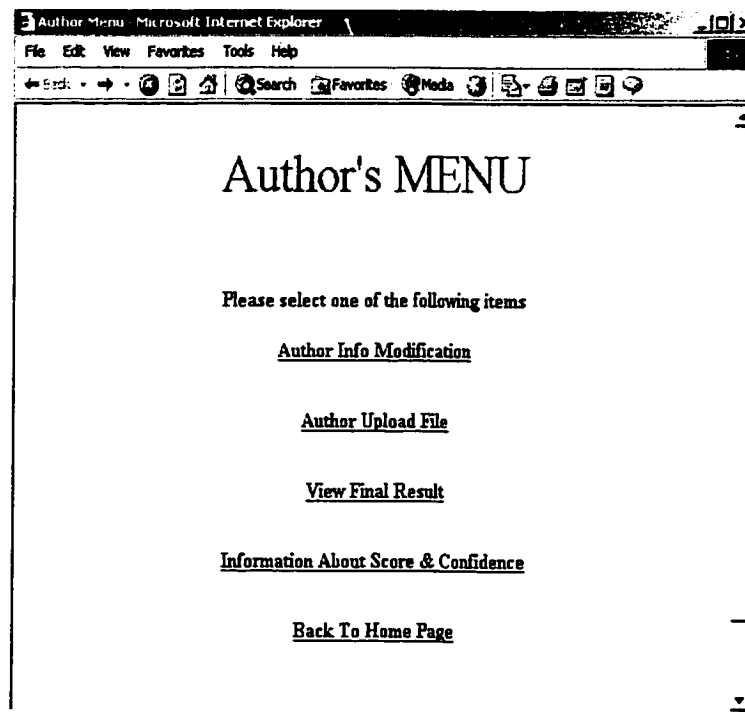 Author Menu - Microsoft Internet Explorer
File Edit View Favorites Tools Help
Back Search Favorites Media
Author's MENU
Please select one of the following items
Author Info Modification
Author Upload File
View Final Result
Information About Score & Confidence
Back To Home Page